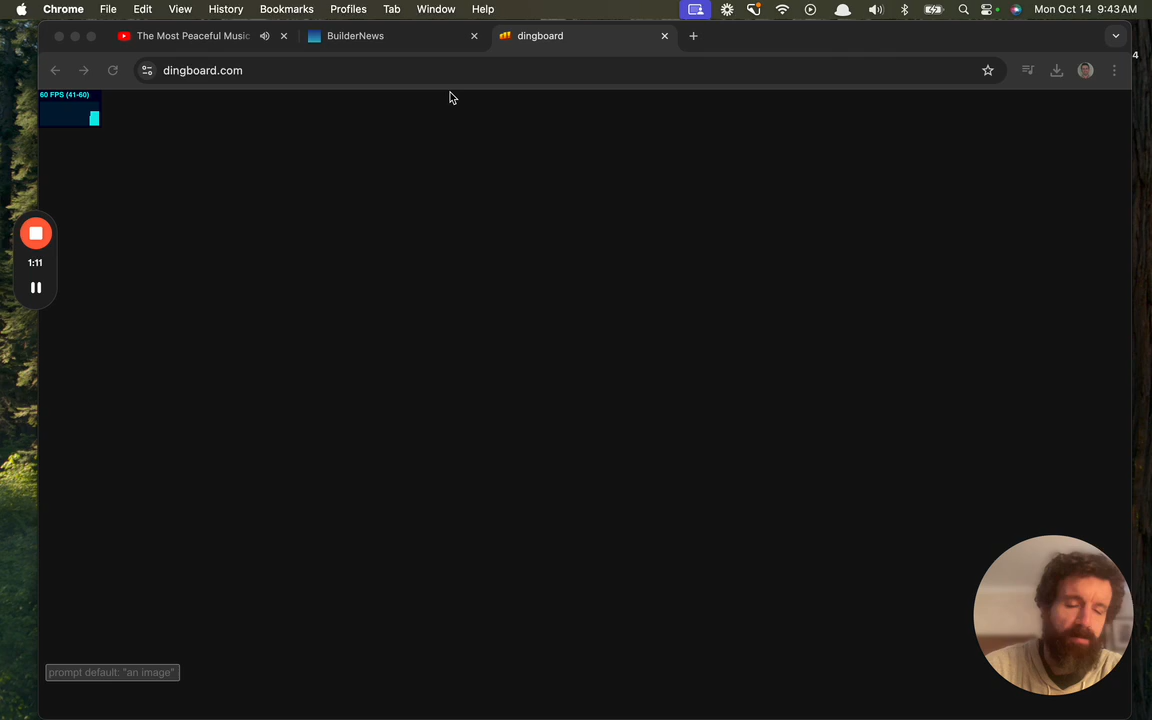 Chrome File Edit View History Bookmarks Profiles Tab Window Help Mon Oct 14 9:43 AM
The Most Peaceful Music BuilderNews dingboard
4
dingboard.com
60 FPS (41-60)
1:11
prompt default: "an image"